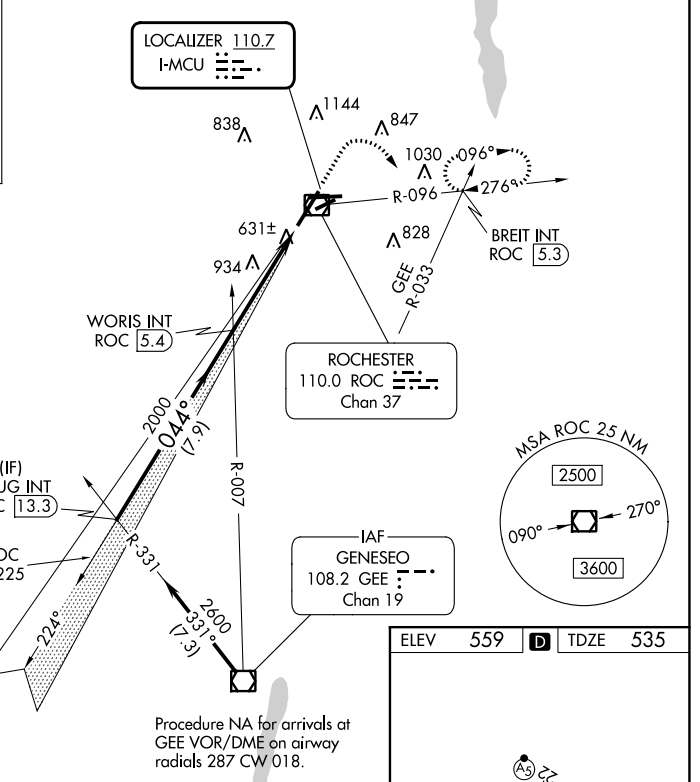 LOCALIZER 110.7
I-MCU
838
1144
847
1030
096°
R-096
276°
BREIT INT
ROC 5.3
631±
934
828
GEE
R-033
WORIS INT
ROC 5.4
ROCHESTER
110.0 ROC
Chan 37
2000
044°
(7.9)
R-007
MSA ROC 25 NM
2500
090°
270°
3600
(IF)
UG INT
C 13.3
OC
225
R-331
224°
2600
331°
(7.3)
IAF
GENESEO
108.2 GEE
Chan 19
ELEV 559 D TDZE 535
Procedure NA for arrivals at
GEE VOR/DME on airway
radials 287 CW 018.
A5
22